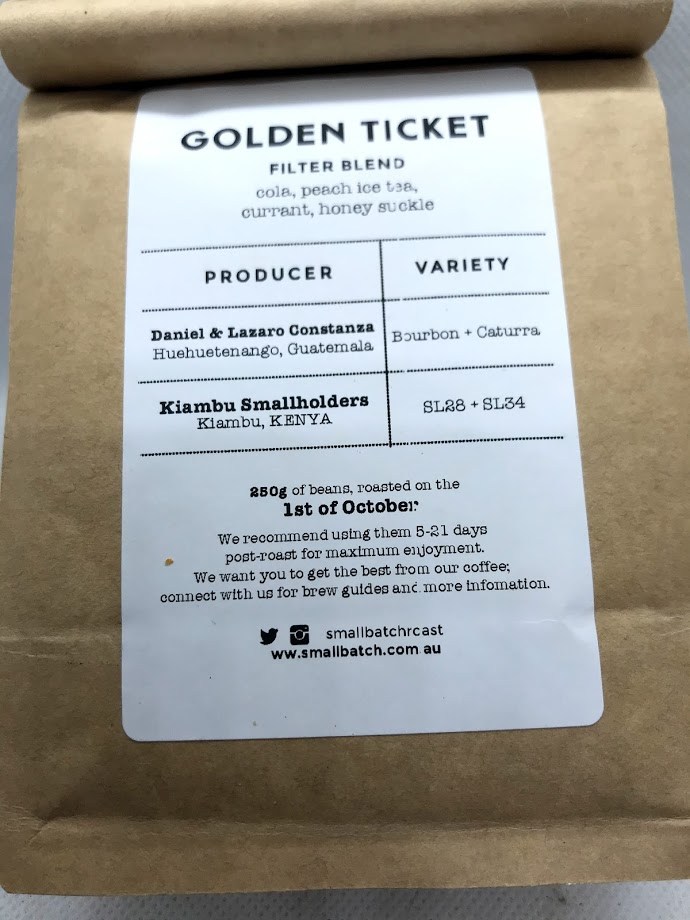 GOLDEN TICKET
FILTER BLEND
cola, peach ice tea,
currant, honey suckle
PRODUCER VARIETY
Daniel & Lazaro Constanza
Huehuetenango, Guatemala
Bourbon + Caturra
Kiambu Smallholders
Kiambu, KENYA
SL28 + SL34
250g of beans, roasted on the
1st of October.
We recommend using them 5-21 days
post-roast for maximum enjoyment.
We want you to get the best from our coffee;
connect with us for brew guides and more infomation.
smallbatchroast
ww.smallbatch.com.au